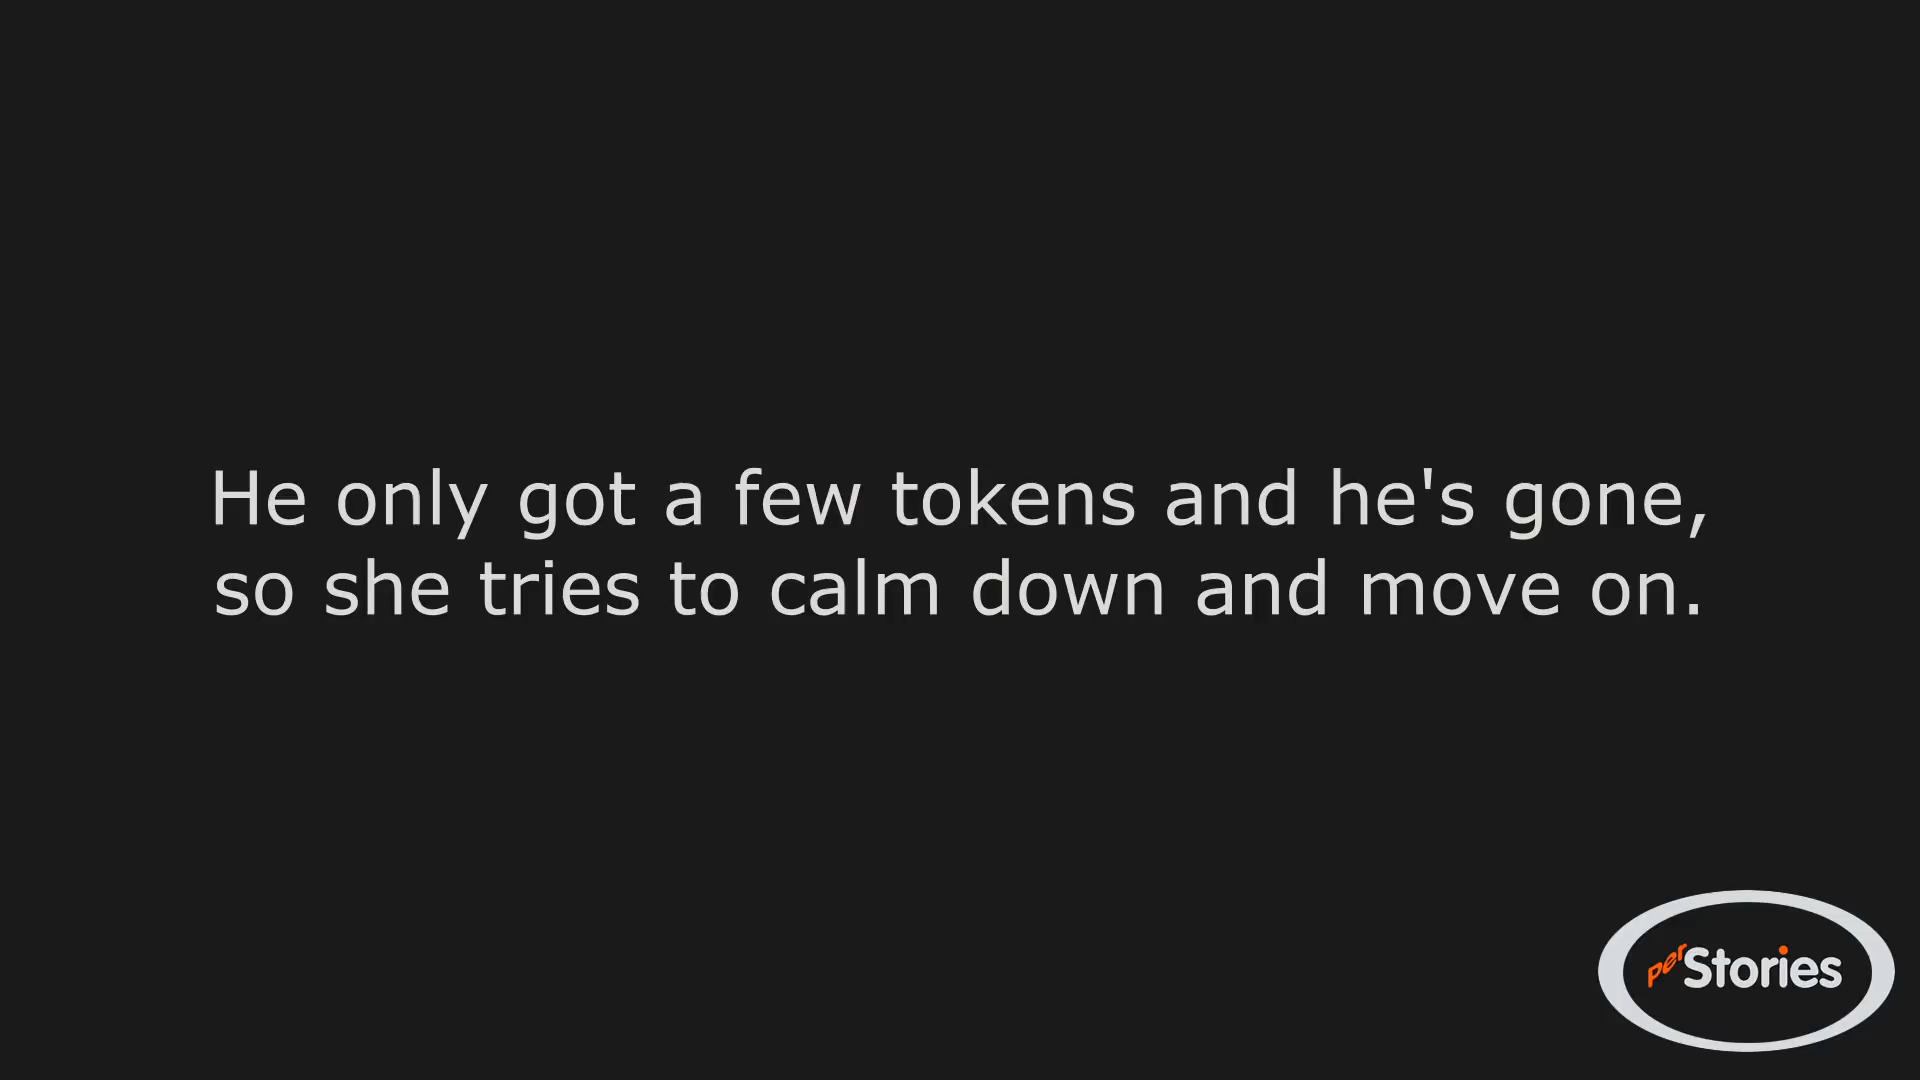 He only got a few tokens and he's gone,
so she tries to calm down and move on.
perStories